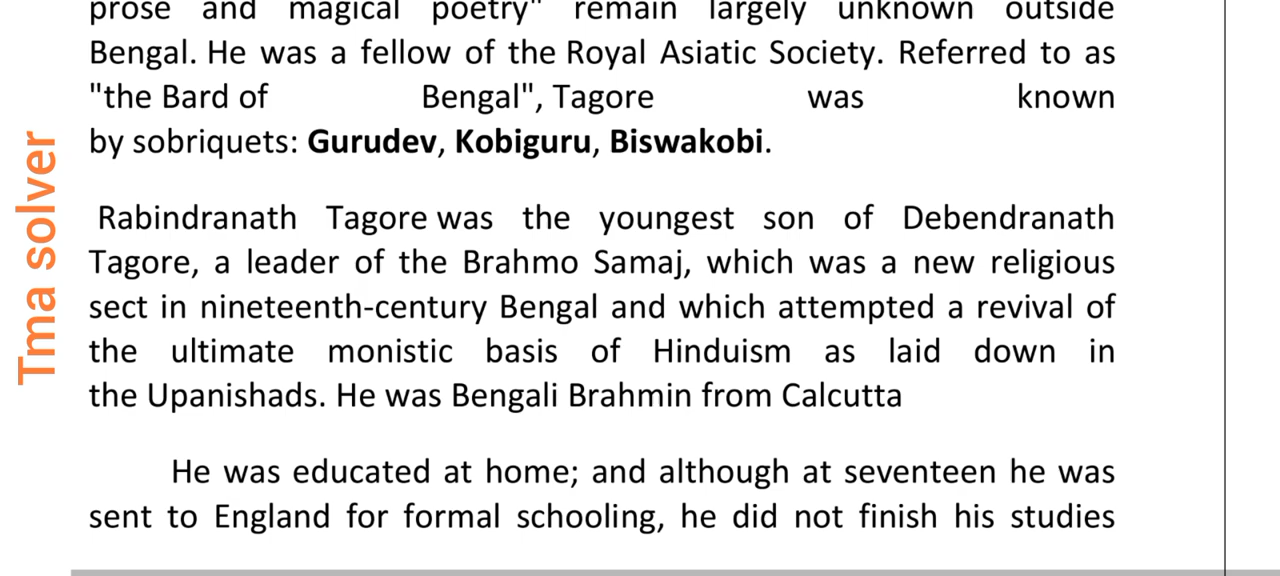 prose and magical poetry" remain largely unknown outside
Bengal. He was a fellow of the Royal Asiatic Society. Referred to as
"the Bard of Bengal", Tagore was known
by sobriquets: Gurudev, Kobiguru, Biswakobi.
Rabindranath Tagore was the youngest son of Debendranath
Tagore, a leader of the Brahmo Samaj, which was a new religious
sect in nineteenth-century Bengal and which attempted a revival of
the ultimate monistic basis of Hinduism as laid down in
the Upanishads. He was Bengali Brahmin from Calcutta
He was educated at home; and although at seventeen he was
sent to England for formal schooling, he did not finish his studies
Tma solver